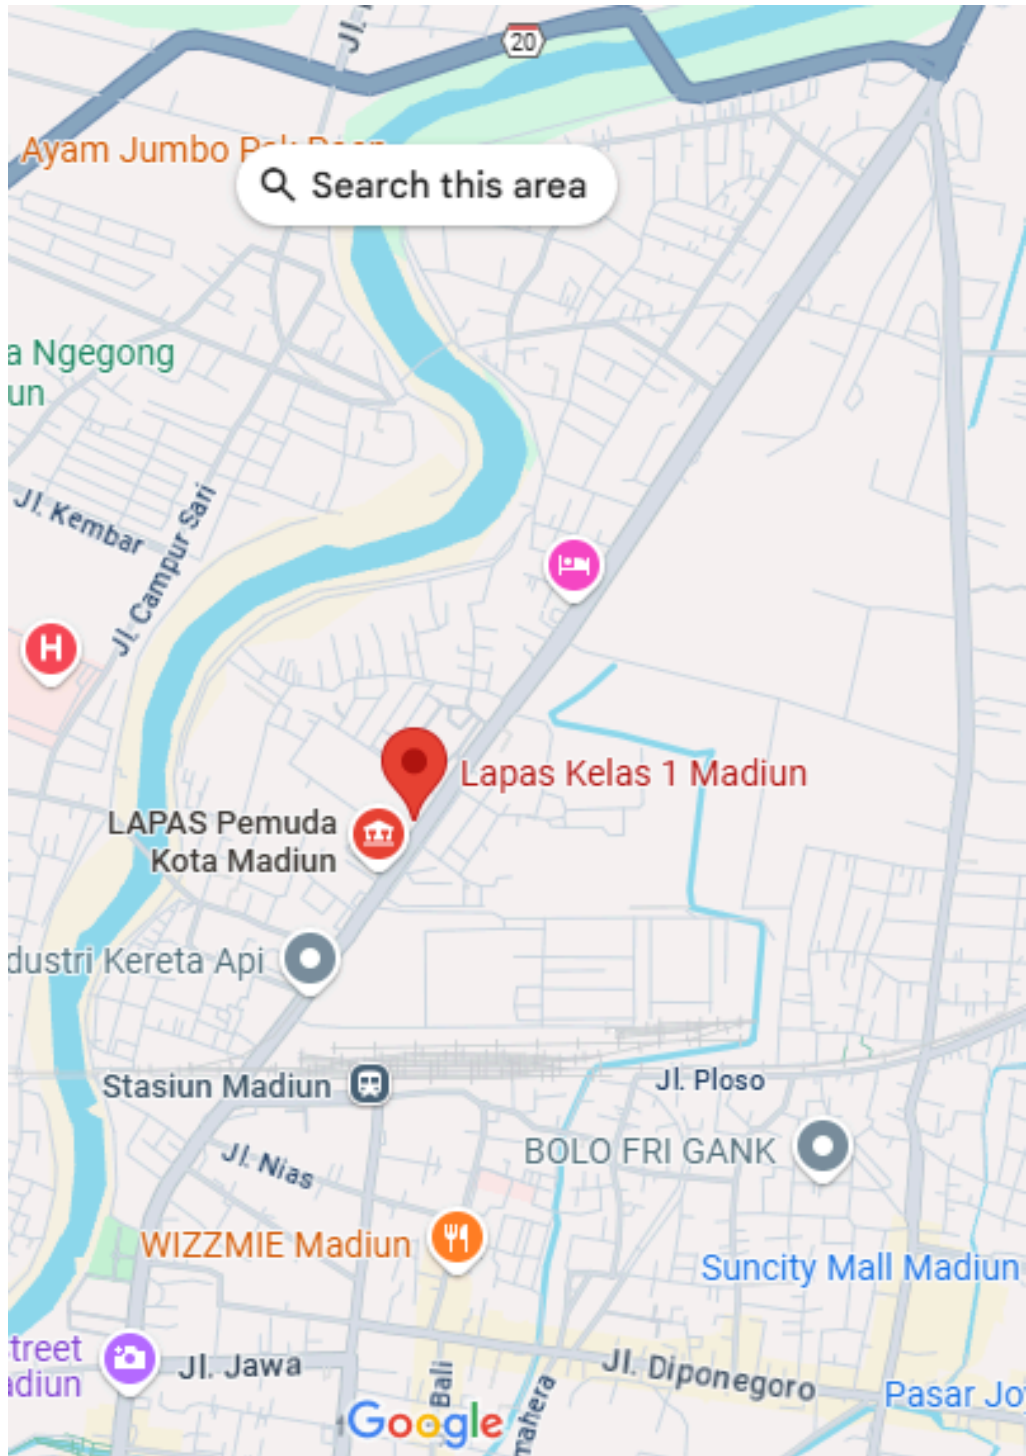 20
Ayam Jumbo Pak
Search this area
a Ngegong
un
Jl. Kembar
Jl. Campur Sari
H
Lapas Kelas 1 Madiun
LAPAS Pemuda
Kota Madiun
dustri Kereta Api
Stasiun Madiun
Jl. Ploso
Jl. Nias
BOLO FRI GANK
WIZZMIE Madiun
Suncity Mall Madiun
treet
adiun
Jl. Jawa
Jl. Diponegoro
Bali
mahera
Pasar Jo
Google